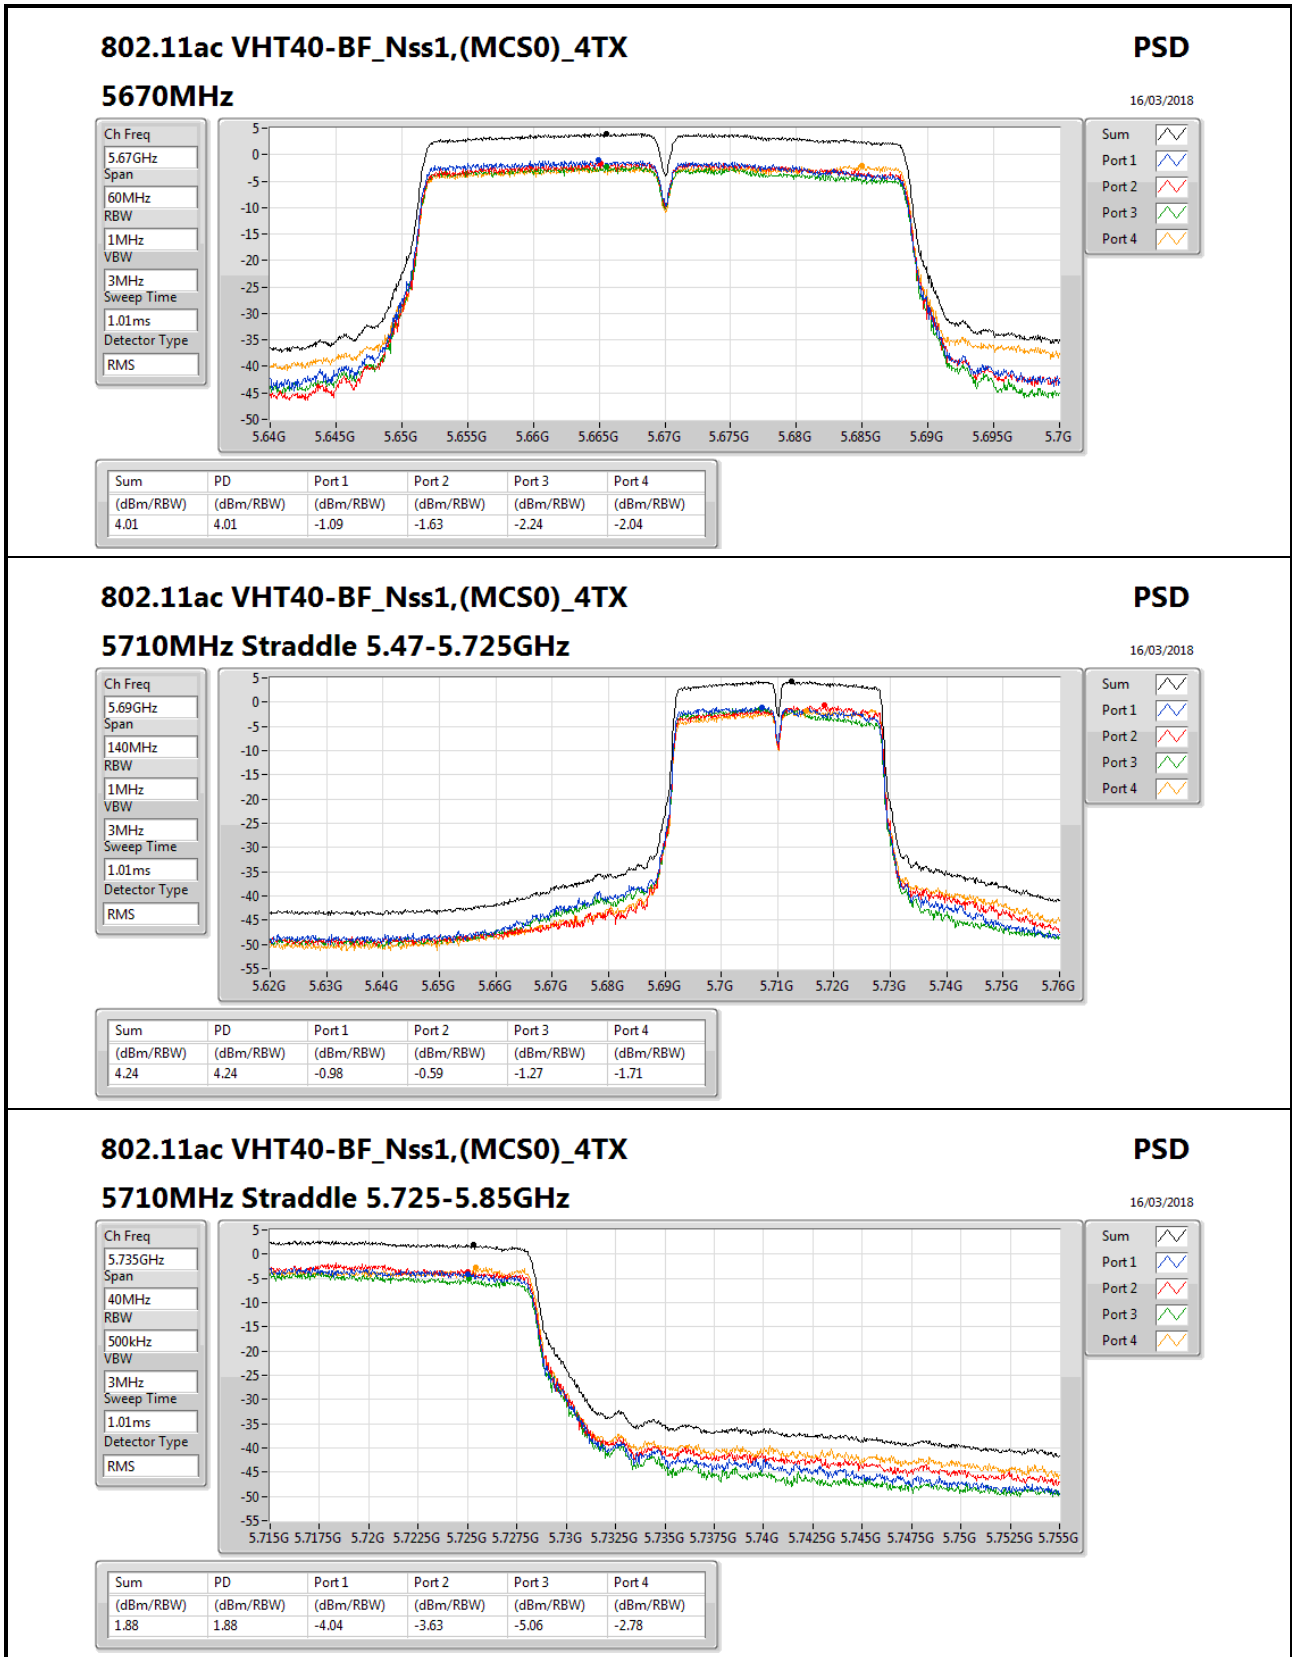 802.11ac VHT40-BF_Nss1,(MCS0)_4TX PSD
5670MHz 16/03/2018
Ch Freq
5.67GHz
Span
60MHz
RBW
1MHz
VBW
3MHz
Sweep Time
1.01ms
Detector Type
RMS
5
0
-5
-10
-15
-20
-25
-30
-35
-40
-45
-50
5.64G 5.645G 5.65G 5.655G 5.66G 5.665G 5.67G 5.675G 5.68G 5.685G 5.69G 5.695G 5.7G
Sum
Port 1
Port 2
Port 3
Port 4
Sum PD Port 1 Port 2 Port 3 Port 4
(dBm/RBW) (dBm/RBW) (dBm/RBW) (dBm/RBW) (dBm/RBW) (dBm/RBW)
4.01 4.01 -1.09 -1.63 -2.24 -2.04
802.11ac VHT40-BF_Nss1,(MCS0)_4TX PSD
5710MHz Straddle 5.47-5.725GHz 16/03/2018
Ch Freq
5.69GHz
Span
140MHz
RBW
1MHz
VBW
3MHz
Sweep Time
1.01ms
Detector Type
RMS
5
0
-5
-10
-15
-20
-25
-30
-35
-40
-45
-50
-55
5.62G 5.63G 5.64G 5.65G 5.66G 5.67G 5.68G 5.69G 5.7G 5.71G 5.72G 5.73G 5.74G 5.75G 5.76G
Sum
Port 1
Port 2
Port 3
Port 4
Sum PD Port 1 Port 2 Port 3 Port 4
(dBm/RBW) (dBm/RBW) (dBm/RBW) (dBm/RBW) (dBm/RBW) (dBm/RBW)
4.24 4.24 -0.98 -0.59 -1.27 -1.71
802.11ac VHT40-BF_Nss1,(MCS0)_4TX PSD
5710MHz Straddle 5.725-5.85GHz 16/03/2018
Ch Freq
5.735GHz
Span
40MHz
RBW
500kHz
VBW
3MHz
Sweep Time
1.01ms
Detector Type
RMS
5
0
-5
-10
-15
-20
-25
-30
-35
-40
-45
-50
-55
5.715G 5.7175G 5.72G 5.7225G 5.725G 5.7275G 5.73G 5.7325G 5.735G 5.7375G 5.74G 5.7425G 5.745G 5.7475G 5.75G 5.7525G 5.755G
Sum
Port 1
Port 2
Port 3
Port 4
Sum PD Port 1 Port 2 Port 3 Port 4
(dBm/RBW) (dBm/RBW) (dBm/RBW) (dBm/RBW) (dBm/RBW) (dBm/RBW)
1.88 1.88 -4.04 -3.63 -5.06 -2.78